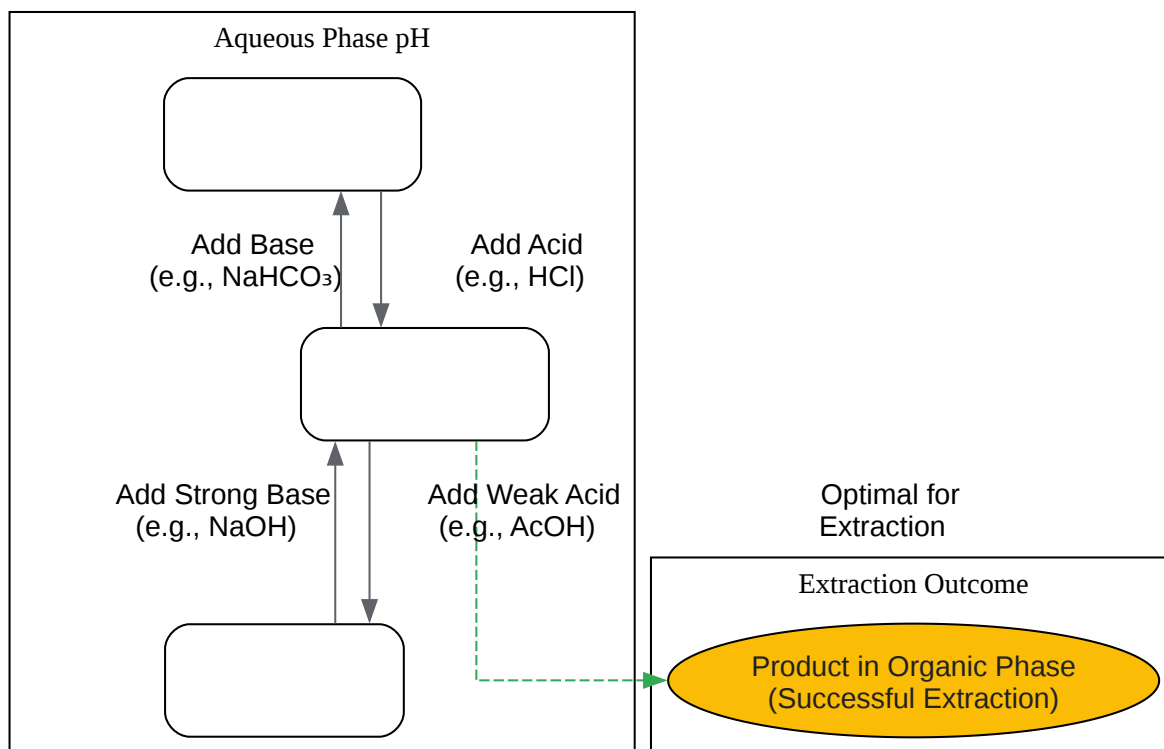 Aqueous Phase pH
Add Base
(e.g., NaHCO₃)
Add Acid
(e.g., HCl)
Add Strong Base
(e.g., NaOH)
Add Weak Acid
(e.g., AcOH)
Optimal for
Extraction
Extraction Outcome
Product in Organic Phase
(Successful Extraction)